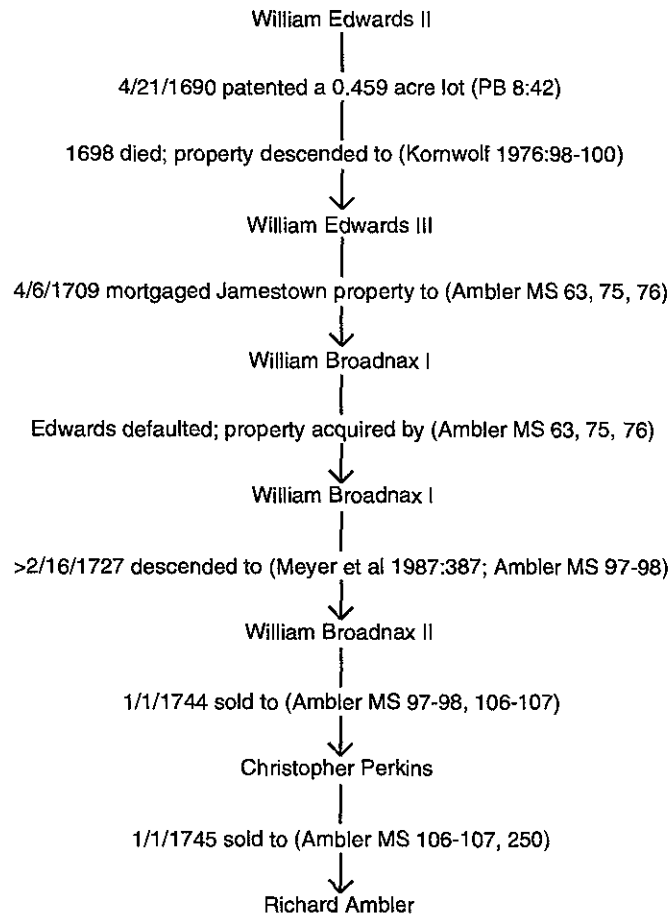 William Edwards II
4/21/1690 patented a 0.459 acre lot (PB 8:42)
1698 died; property descended to (Kornwolf 1976:98-100)
William Edwards III
4/6/1709 mortgaged Jamestown property to (Ambler MS 63, 75, 76)
William Broadnax I
Edwards defaulted; property acquired by (Ambler MS 63, 75, 76)
William Broadnax I
>2/16/1727 descended to (Meyer et al 1987:387; Ambler MS 97-98)
William Broadnax II
1/1/1744 sold to (Ambler MS 97-98, 106-107)
Christopher Perkins
1/1/1745 sold to (Ambler MS 106-107, 250)
Richard Ambler